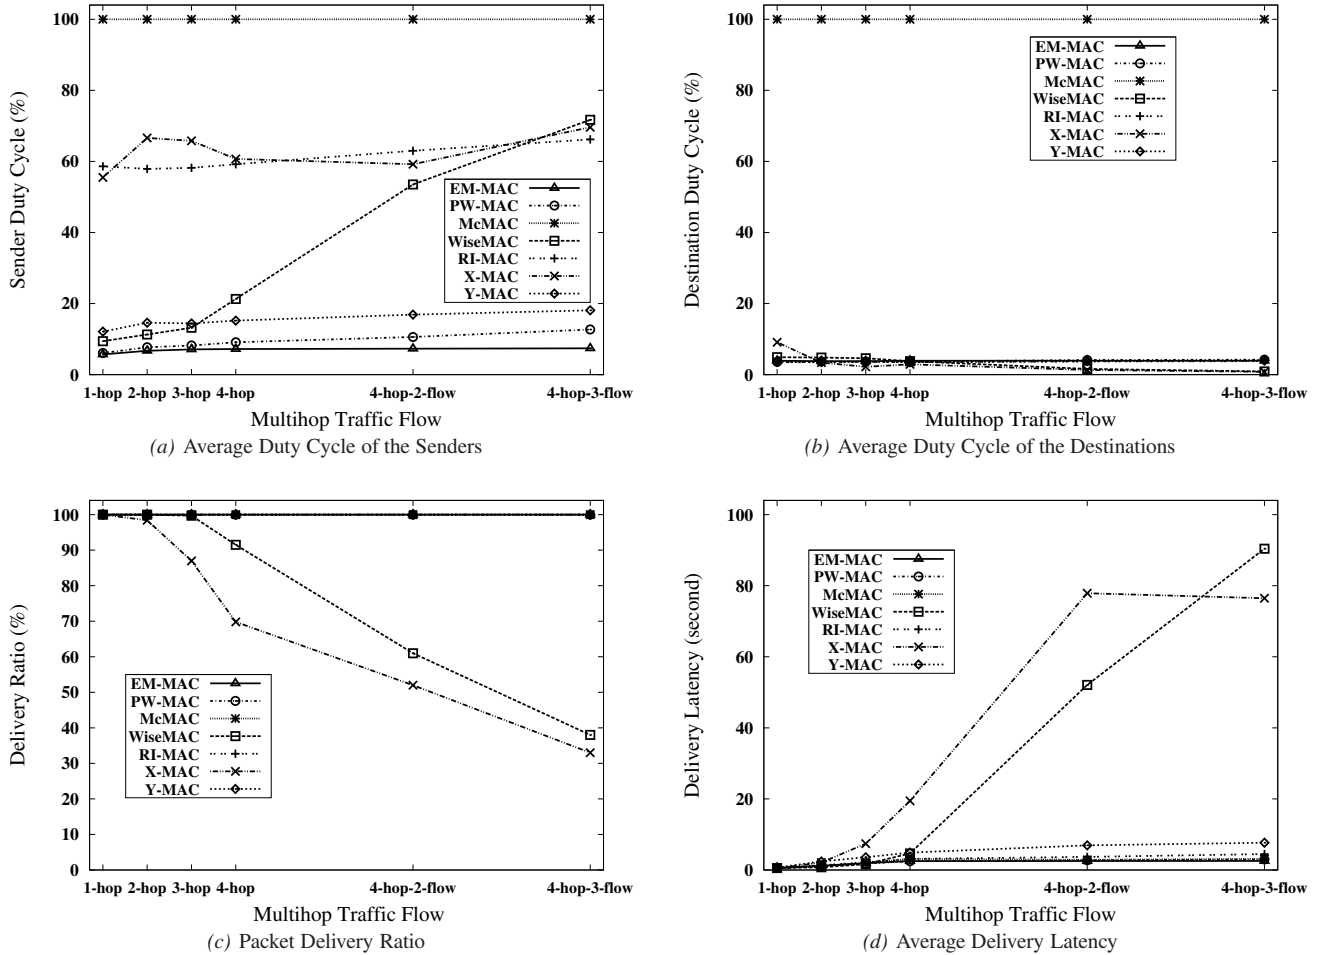 100
80
60
40
20
0
Sender Duty Cycle (%)
EM-MAC
PW-MAC
McMAC
WiseMAC
RI-MAC
X-MAC
Y-MAC
1-hop 2-hop 3-hop 4-hop 4-hop-2-flow 4-hop-3-flow
Multihop Traffic Flow
(a) Average Duty Cycle of the Senders
100
80
60
40
20
0
Destination Duty Cycle (%)
EM-MAC
PW-MAC
McMAC
WiseMAC
RI-MAC
X-MAC
Y-MAC
1-hop 2-hop 3-hop 4-hop 4-hop-2-flow 4-hop-3-flow
Multihop Traffic Flow
(b) Average Duty Cycle of the Destinations
100
90
80
70
60
50
40
30
20
10
0
Delivery Ratio (%)
EM-MAC
PW-MAC
McMAC
WiseMAC
RI-MAC
X-MAC
Y-MAC
1-hop 2-hop 3-hop 4-hop 4-hop-2-flow 4-hop-3-flow
Multihop Traffic Flow
(c) Packet Delivery Ratio
100
80
60
40
20
0
Delivery Latency (second)
EM-MAC
PW-MAC
McMAC
WiseMAC
RI-MAC
X-MAC
Y-MAC
1-hop 2-hop 3-hop 4-hop 4-hop-2-flow 4-hop-3-flow
Multihop Traffic Flow
(d) Average Delivery Latency